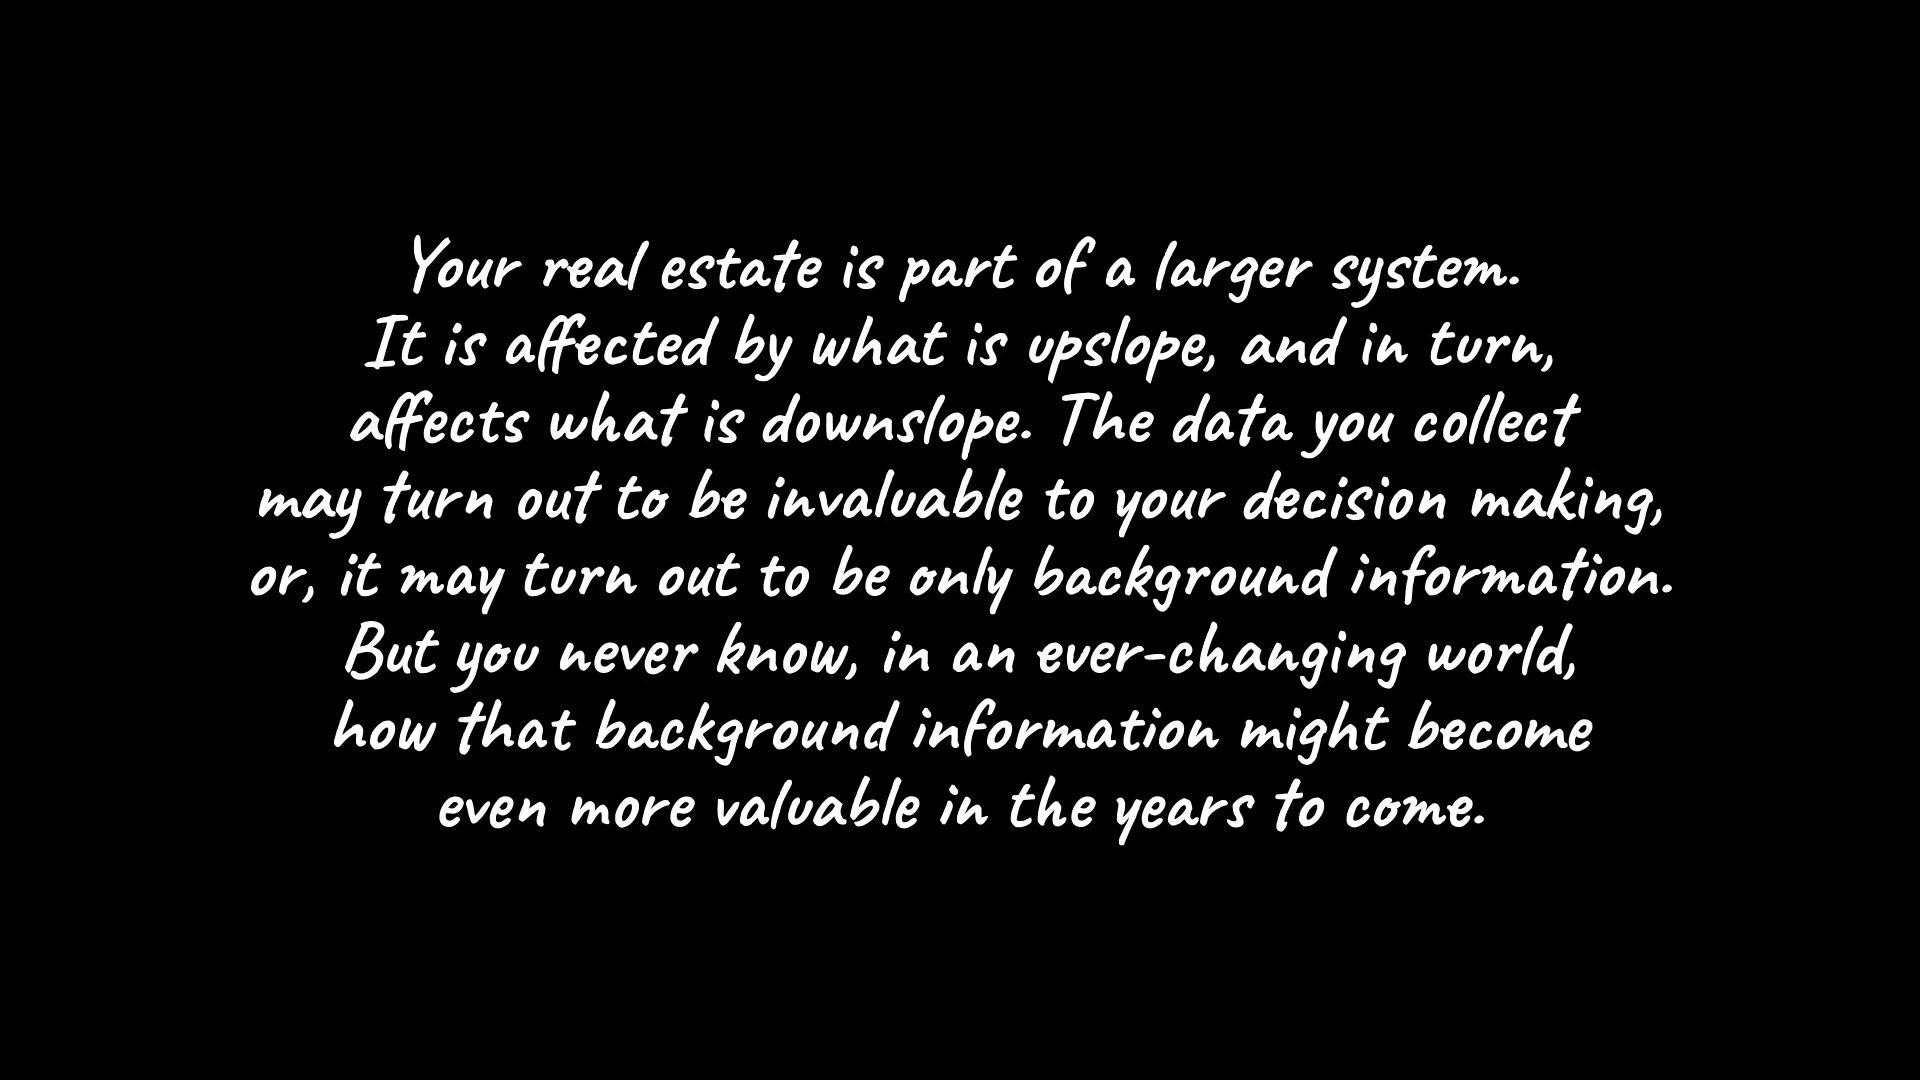 Your real estate is part of a larger system.
It is affected by what is upslope, and in turn,
affects what is downslope. The data you collect
may turn out to be invaluable to your decision making,
or, it may turn out to be only background information.
But you never know, in an ever-changing world,
how that background information might become
even more valuable in the years to come.